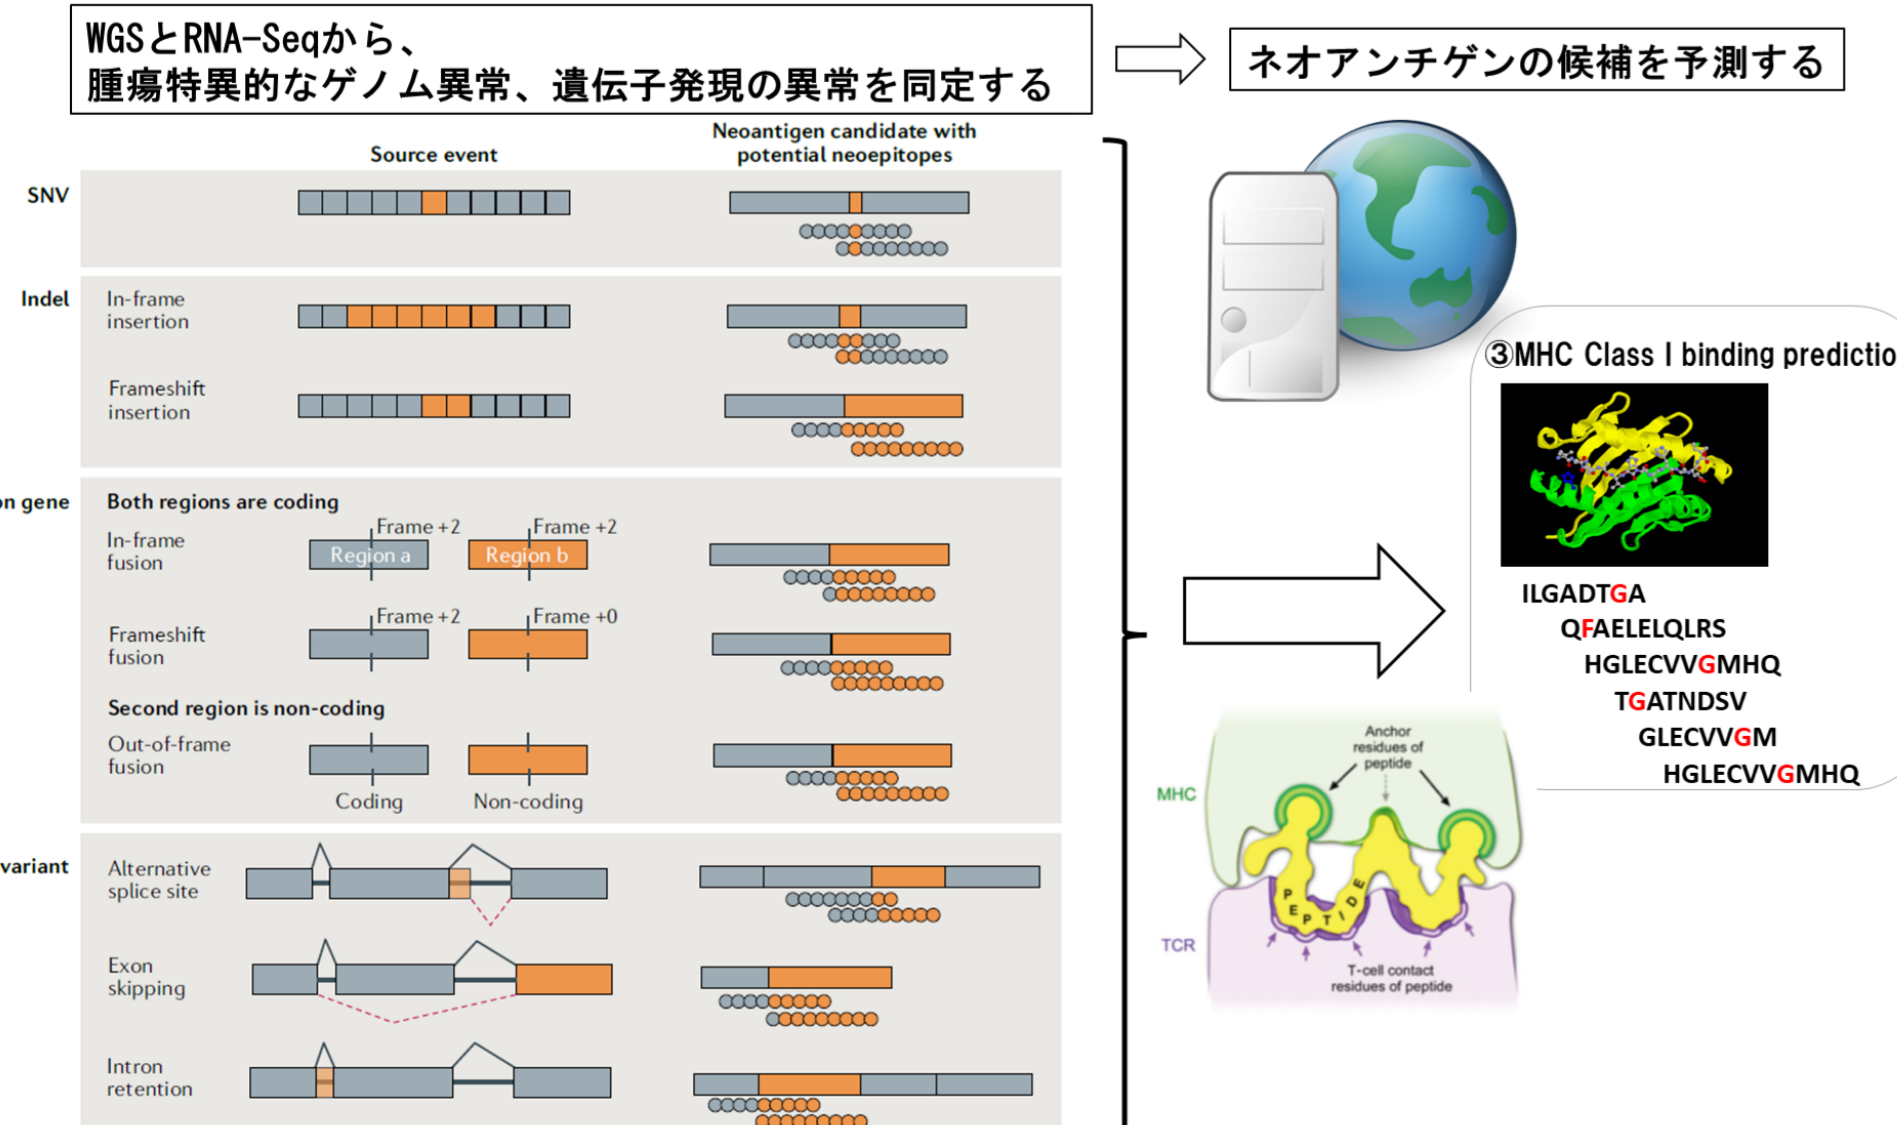 WGSとRNA-Seqから、
腫瘍特異的なゲノム異常、遺伝子発現の異常を同定する
ネオアンチゲンの候補を予測する
Source event
Neoantigen candidate with
potential neoepitopes
SNV
Indel
In-frame
insertion
Frameshift
insertion
on gene
Both regions are coding
In-frame
fusion
Frame +2
Frame +2
Region a
Region b
Frameshift
fusion
Frame +2
Frame +0
Second region is non-coding
Out-of-frame
fusion
Coding
Non-coding
variant
Alternative
splice site
Exon
skipping
Intron
retention
③MHC Class I binding predictio
ILGADTGA
QFAELELQLRS
HGLECVVGMHQ
TGATNDSV
GLECVVGM
HGLECVVGMHQ
Anchor
residues of
peptide
MHC
PEPTIDE
TCR
T-cell contact
residues of peptide